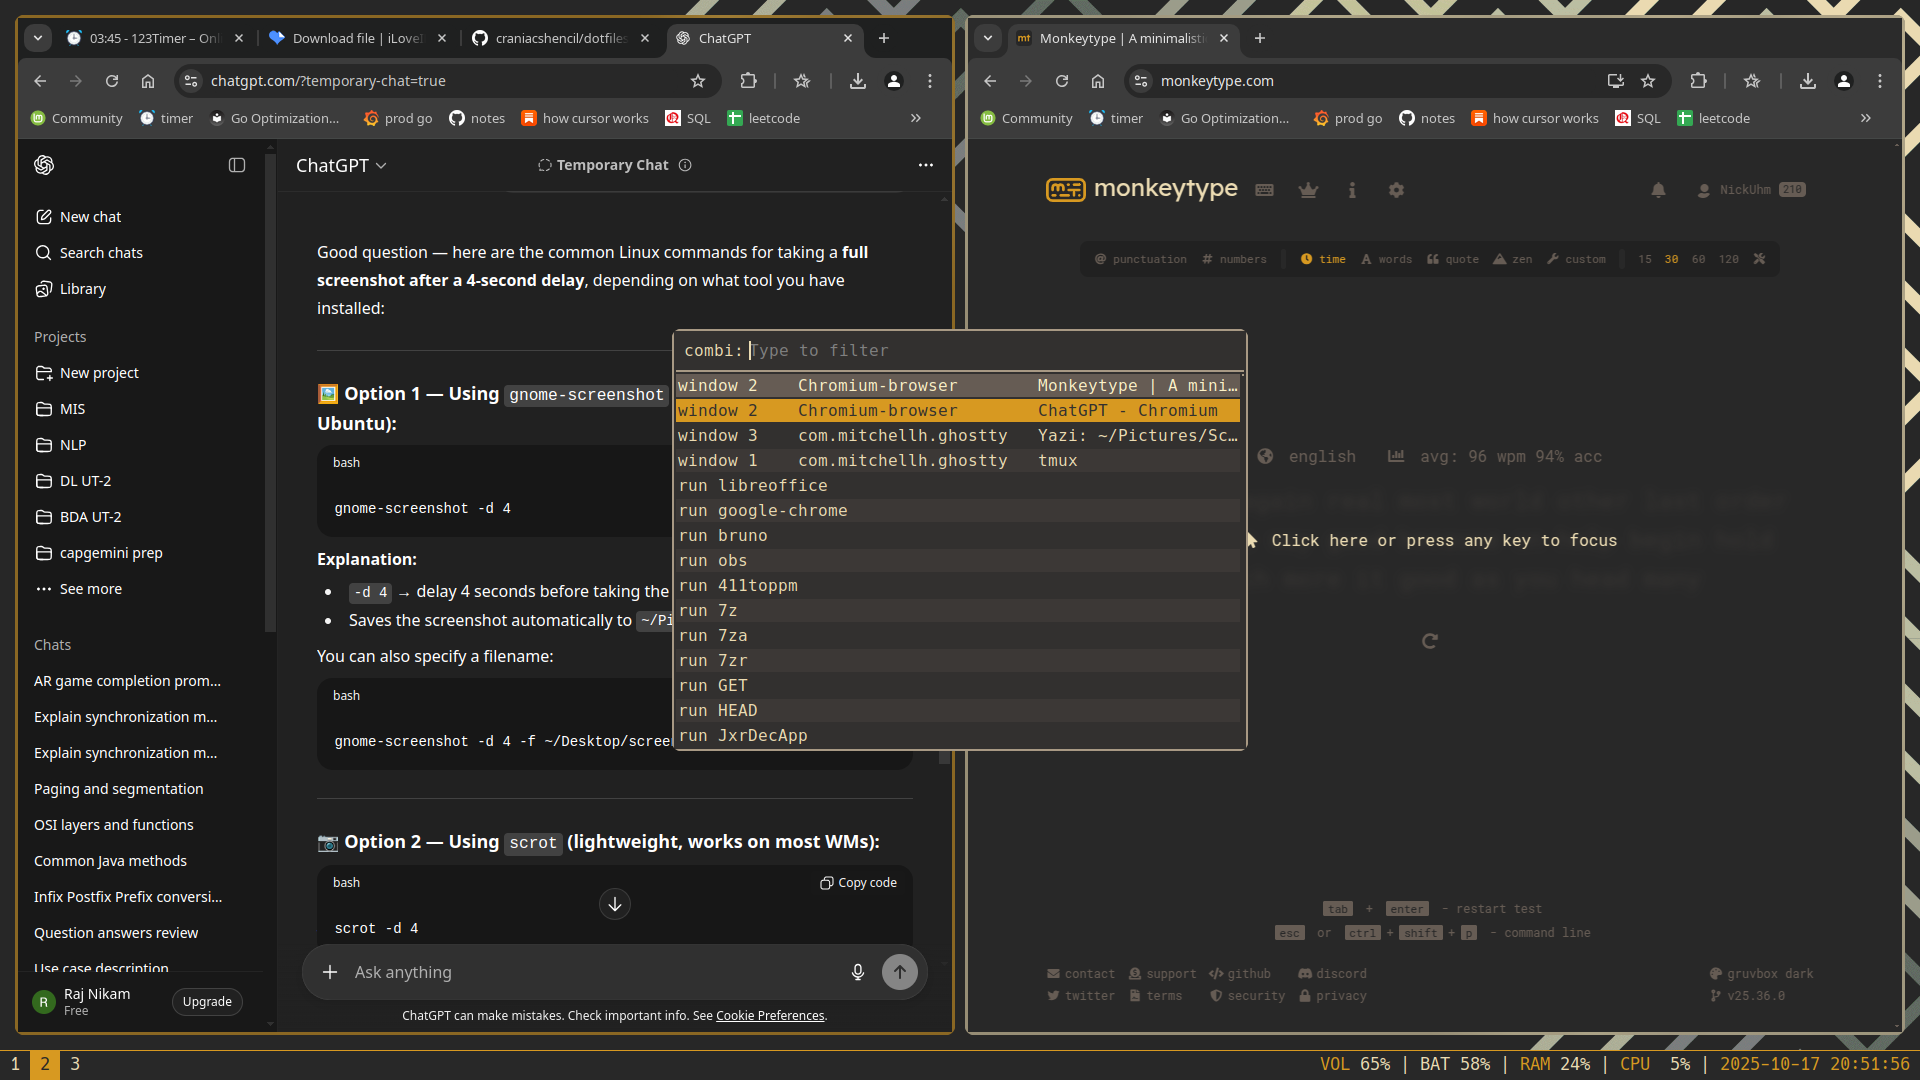 03:45 - 123Timer – Onl
Download file | iLoveI
craniacshencil/dotfiles
ChatGPT
chatgpt.com/?temporary-chat=true
Community
timer
Go Optimization...
prod go
notes
how cursor works
SQL
leetcode
ChatGPT
Temporary Chat
New chat
Search chats
Library
Projects
New project
MIS
NLP
DL UT-2
BDA UT-2
capgemini prep
See more
Chats
AR game completion prom...
Explain synchronization m...
Explain synchronization m...
Paging and segmentation
OSI layers and functions
Common Java methods
Infix Postfix Prefix conversi...
Question answers review
Use case description
R
Raj Nikam
Free
Upgrade
Good question — here are the common Linux commands for taking a full
screenshot after a 4-second delay, depending on what tool you have
installed:
Option 1 — Using gnome-screenshot
Ubuntu):
bash
gnome-screenshot -d 4
Explanation:
• -d 4 → delay 4 seconds before taking the
• Saves the screenshot automatically to ~/Pi
You can also specify a filename:
bash
gnome-screenshot -d 4 -f ~/Desktop/scree
Option 2 — Using scrot (lightweight, works on most WMs):
bash
Copy code
scrot -d 4
Ask anything
ChatGPT can make mistakes. Check important info. See Cookie Preferences.
combi: Type to filter
window 2 Chromium-browser Monkeytype | A mini…
window 2 Chromium-browser ChatGPT - Chromium
window 3 com.mitchellh.ghostty Yazi: ~/Pictures/Sc…
window 1 com.mitchellh.ghostty tmux
run libreoffice
run google-chrome
run bruno
run obs
run 411toppm
run 7z
run 7za
run 7zr
run GET
run HEAD
run JxrDecApp
mt Monkeytype | A minimalisti
monkeytype.com
Community
timer
Go Optimization...
prod go
notes
how cursor works
SQL
leetcode
monkeytype
NickUhm 210
@ punctuation # numbers time A words quote zen custom 15 30 60 120
english avg: 96 wpm 94% acc
Click here or press any key to focus
tab + enter - restart test
esc or ctrl + shift + p - command line
contact support github discord
twitter terms security privacy
gruvbox dark
v25.36.0
1 2 3
VOL 65% | BAT 58% | RAM 24% | CPU 5% | 2025-10-17 20:51:56